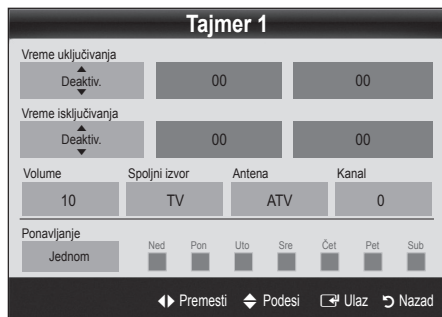 Tajmer 1
Vreme uključivanja
Deaktiv. 00 00
Vreme isključivanja
Deaktiv. 00 00
Volume Spoljni izvor Antena Kanal
10 TV ATV 0
Ponavljanje
Jednom Ned Pon Uto Sre Čet Pet Sub
Premesti Podesi Ulaz Nazad